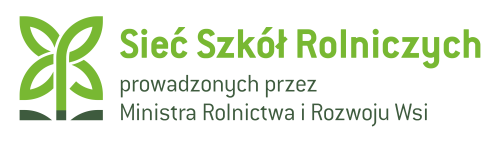 Sieć Szkół Rolniczych
prowadzonych przez
Ministra Rolnictwa i Rozwoju Wsi